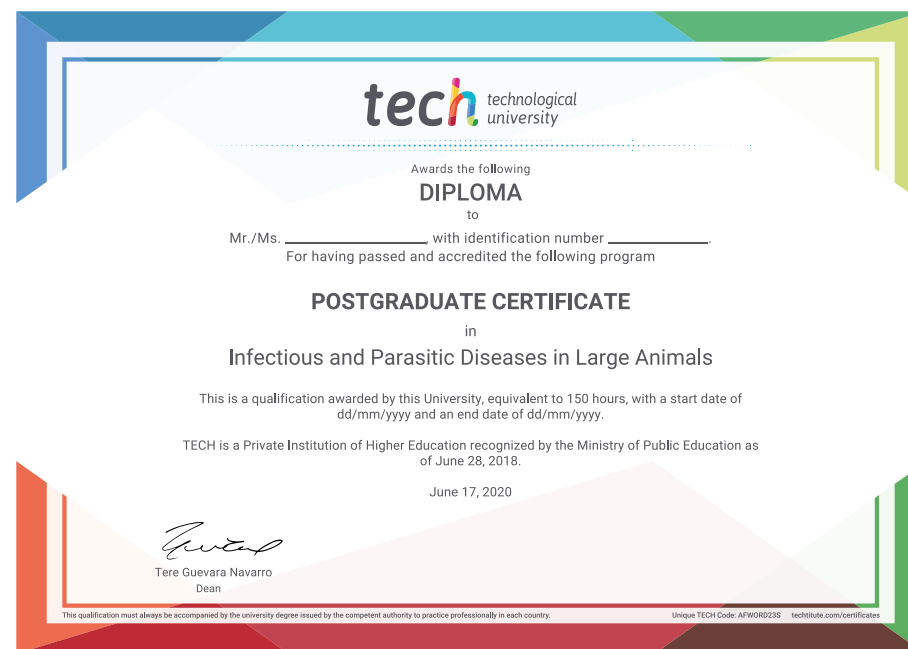 tech technological
university
Awards the following
DIPLOMA
to
Mr./Ms. ____________________, with identification number ______________.
For having passed and accredited the following program
POSTGRADUATE CERTIFICATE
in
Infectious and Parasitic Diseases in Large Animals
This is a qualification awarded by this University, equivalent to 150 hours, with a start date of
dd/mm/yyyy and an end date of dd/mm/yyyy.
TECH is a Private Institution of Higher Education recognized by the Ministry of Public Education as
of June 28, 2018.
June 17, 2020
Tere Guevara Navarro
Dean
This qualification must always be accompanied by the university degree issued by the competent authority to practice professionally in each country. Unique TECH Code: AFWORD23S techtitute.com/certificates